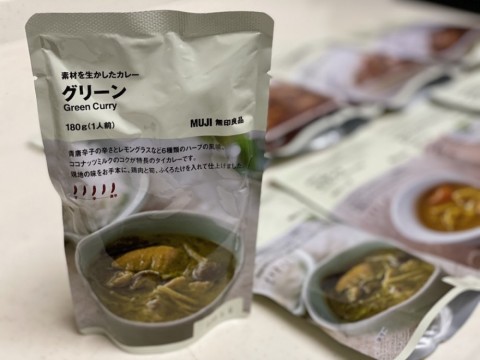 素材を生かしたカレー
グリーン
Green Curry
180g(1人前)
MUJI 無印良品
青唐辛子の辛さとレモングラスなど6種類のハーブの風味、
ココナッツミルクのコクが特長のタイカレーです。
現地の味をお手本に、鶏肉と筍、ふくろたけを入れて仕上げました。